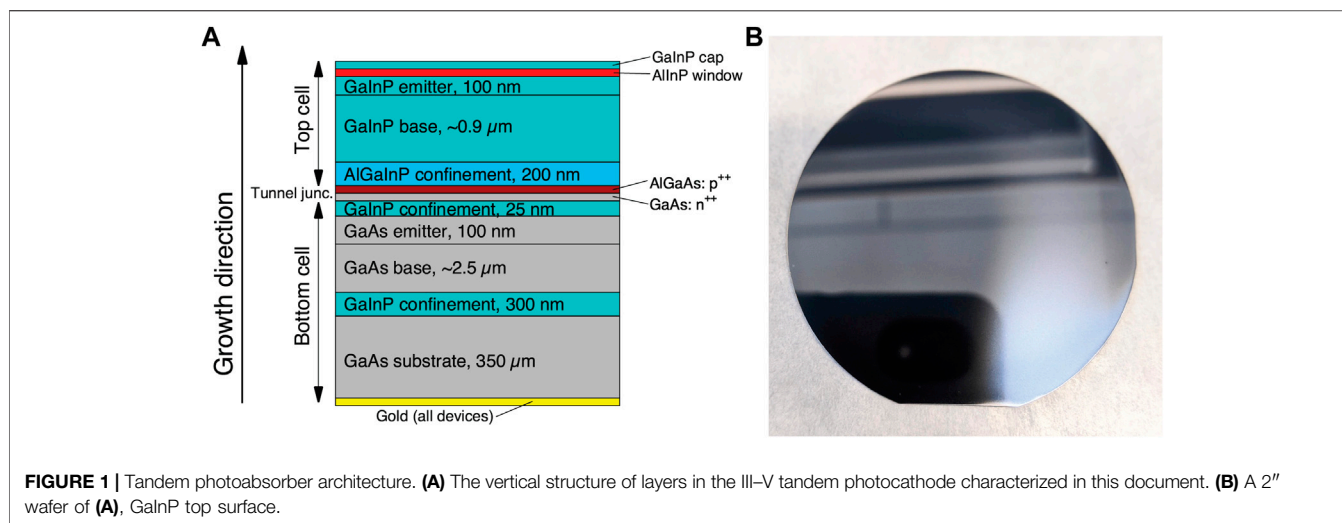 A
B
Growth direction
Top cell
Tunnel junc.
Bottom cell
GaInP cap
AlInP window
GaInP emitter, 100 nm
GaInP base, ~0.9 µm
AlGaInP confinement, 200 nm
AlGaAs: p++
GaAs: n++
GaInP confinement, 25 nm
GaAs emitter, 100 nm
GaAs base, ~2.5 µm
GaInP confinement, 300 nm
GaAs substrate, 350 µm
Gold (all devices)
FIGURE 1 | Tandem photoabsorber architecture. (A) The vertical structure of layers in the III–V tandem photocathode characterized in this document. (B) A 2″
wafer of (A), GaInP top surface.